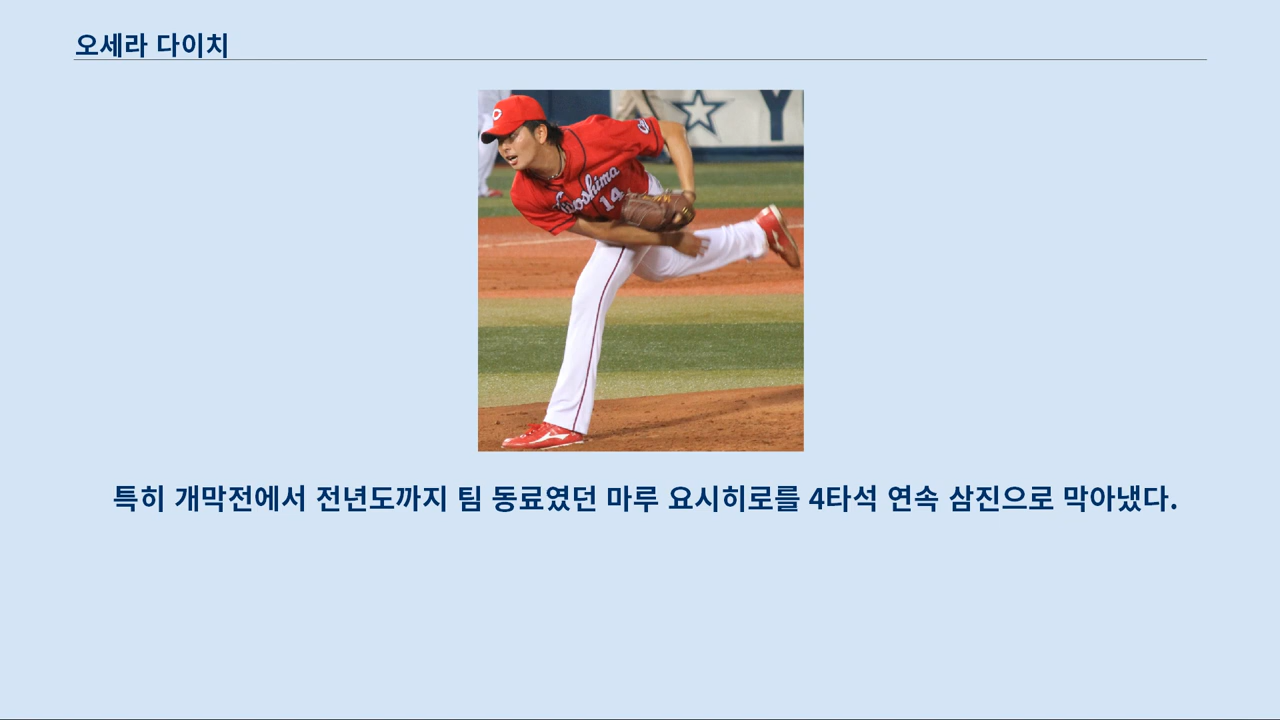 오세라 다이치
Y
C
Hiroshima
14
특히 개막전에서 전년도까지 팀 동료였던 마루 요시히로를 4타석 연속 삼진으로 막아냈다.